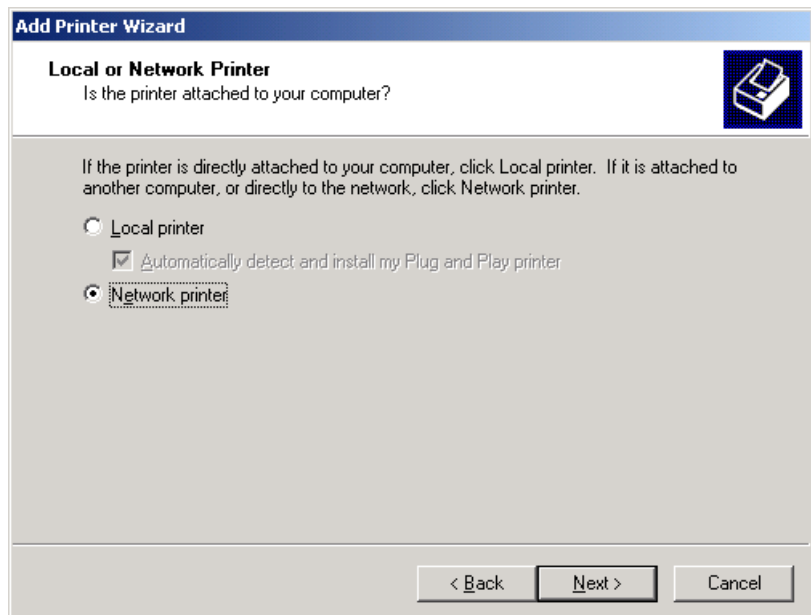 Add Printer Wizard
Local or Network Printer
Is the printer attached to your computer?
If the printer is directly attached to your computer, click Local printer.  If it is attached to
another computer, or directly to the network, click Network printer.
Local printer
Automatically detect and install my Plug and Play printer
Network printer
< Back
Next >
Cancel